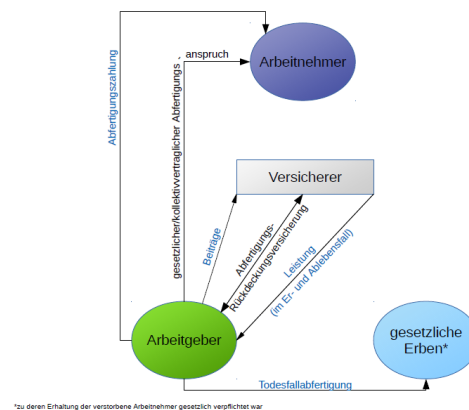 anspruch
Arbeitnehmer
Abfertigungszahlung
gesetzlicher/kollektivvertraglicher Abfertigungs -
Versicherer
Beiträge
Abfertigungs-
Rückdeckungsversicherung
Leistung
(im Er- und Ablebensfall)
Arbeitgeber
gesetzliche
Erben*
Todesfallabfertigung
*zu deren Erhaltung der verstorbene Arbeitnehmer gesetzlich verpflichtet war